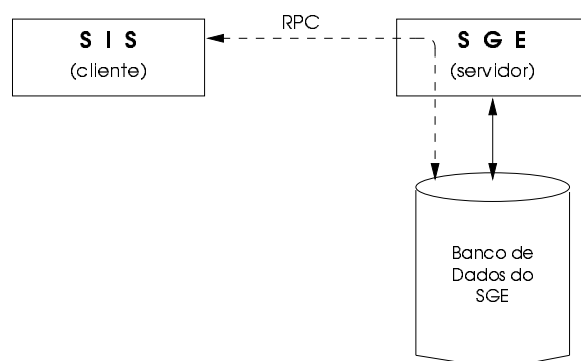 RPC
S I S
(cliente)
S G E
(servidor)
Banco de
Dados do
SGE